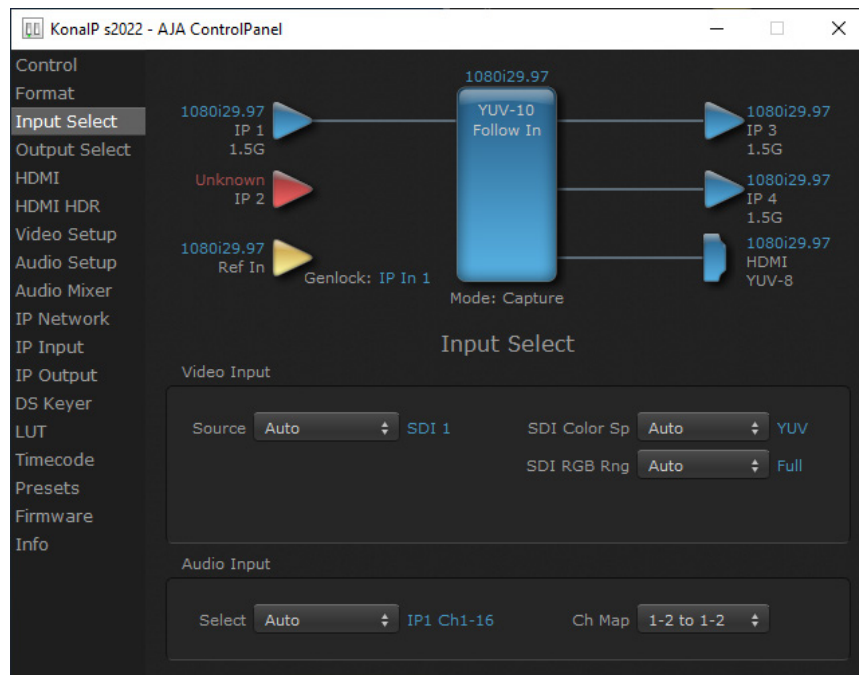 KonaIP s2022 - AJA ControlPanel
Control
Format
Input Select
Output Select
HDMI
HDMI HDR
Video Setup
Audio Setup
Audio Mixer
IP Network
IP Input
IP Output
DS Keyer
LUT
Timecode
Presets
Firmware
Info
1080i29.97
1080i29.97
IP 1
1.5G
Unknown
IP 2
1080i29.97
Ref In
Genlock: IP In 1
YUV-10
Follow In
Mode: Capture
1080i29.97
IP 3
1.5G
1080i29.97
IP 4
1.5G
1080i29.97
HDMI
YUV-8
Input Select
Video Input
Source Auto SDI 1 SDI Color Sp Auto YUV
SDI RGB Rng Auto Full
Audio Input
Select Auto IP1 Ch1-16 Ch Map 1-2 to 1-2